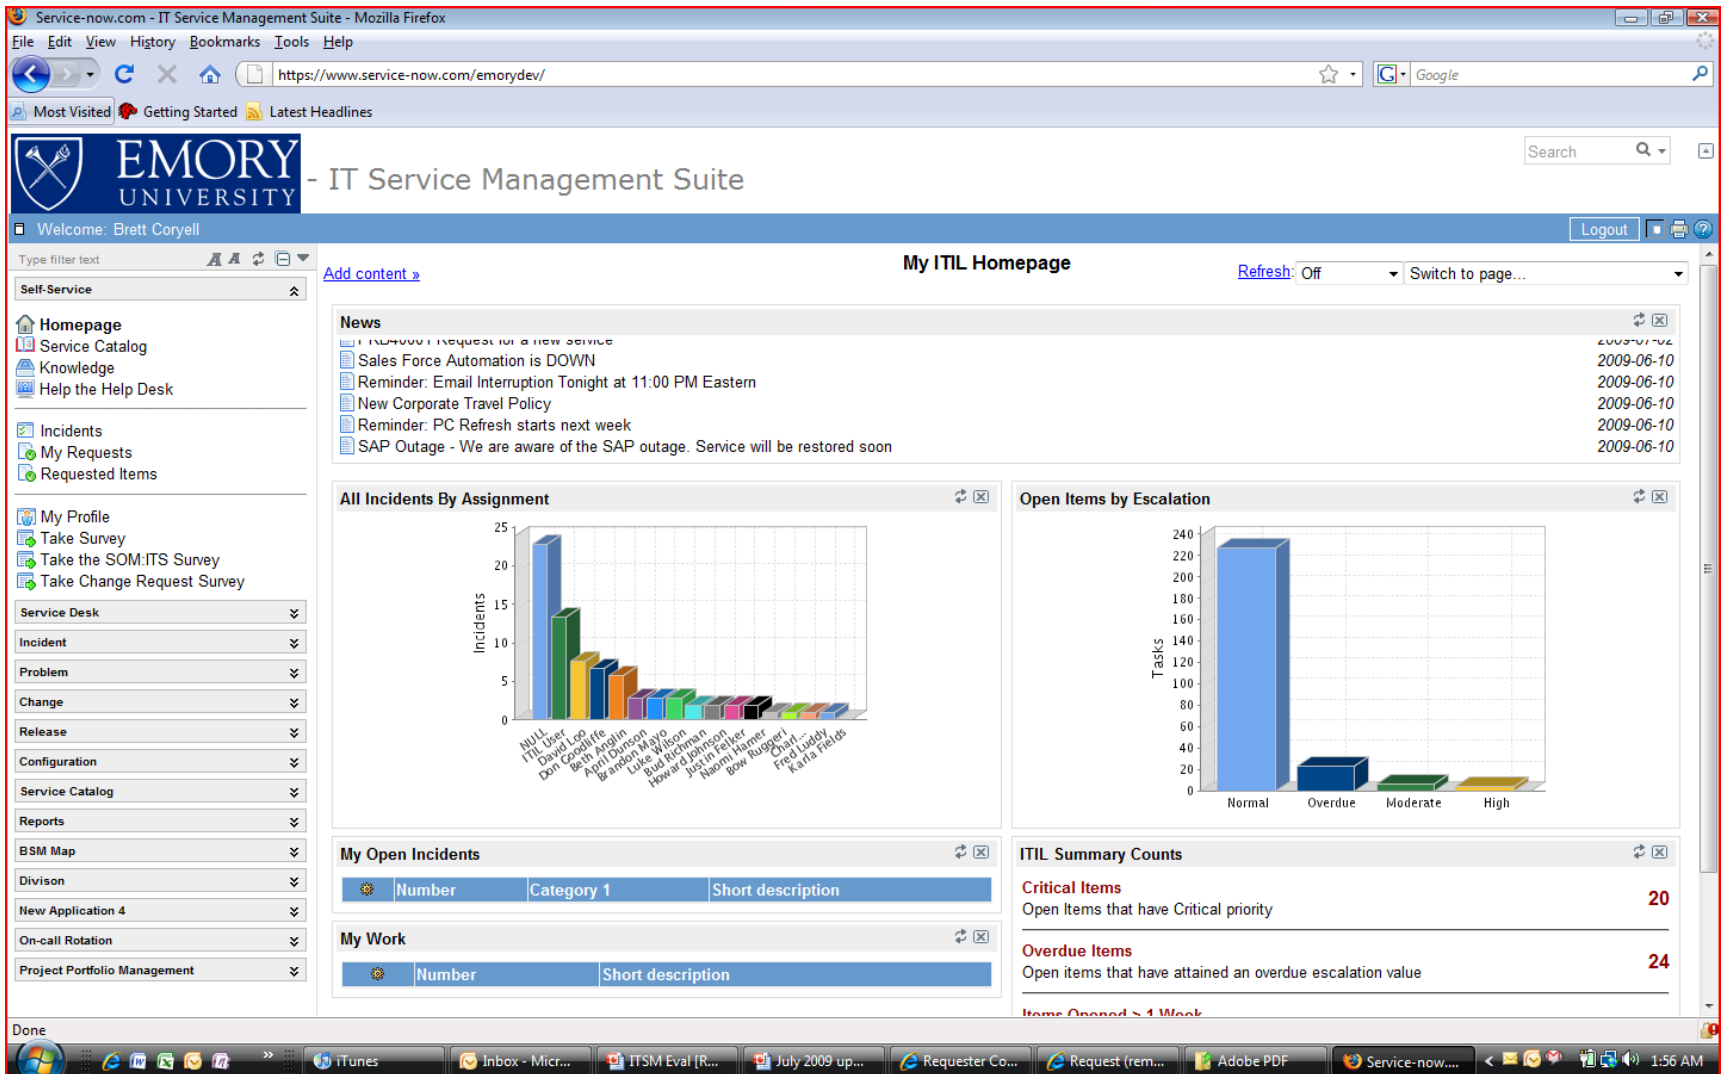 Service-now.com - IT Service Management Suite - Mozilla Firefox
File Edit View History Bookmarks Tools Help
https://www.service-now.com/emorydev/
Google
Most Visited Getting Started Latest Headlines
EMORY
UNIVERSITY
- IT Service Management Suite
Search
Welcome: Brett Coryell
Logout
Type filter text
A A
Self-Service
Homepage
Service Catalog
Knowledge
Help the Help Desk
Incidents
My Requests
Requested Items
My Profile
Take Survey
Take the SOM:ITS Survey
Take Change Request Survey
Service Desk
Incident
Problem
Change
Release
Configuration
Service Catalog
Reports
BSM Map
Divison
New Application 4
On-call Rotation
Project Portfolio Management
Add content »
My ITIL Homepage
Refresh: Off
Switch to page...
News
Request for a new service 2009-07-02
Sales Force Automation is DOWN 2009-06-10
Reminder: Email Interruption Tonight at 11:00 PM Eastern 2009-06-10
New Corporate Travel Policy 2009-06-10
Reminder: PC Refresh starts next week 2009-06-10
SAP Outage - We are aware of the SAP outage. Service will be restored soon 2009-06-10
All Incidents By Assignment
25
20
15
10
5
0
Incidents
NULL
ITIL User
David Loo
Don Goodliffe
Beth Anglin
April Dunson
Brandon Mayo
Luke Wilson
Bud Richman
Howard Johnson
Justin Felker
Naomi Hamer
Bow Ruggeri
Charl...
Fred Luddy
Karla Fields
Open Items by Escalation
240
220
200
180
160
140
120
100
80
60
40
20
0
Tasks
Normal Overdue Moderate High
My Open Incidents
Number Category 1 Short description
My Work
Number Short description
ITIL Summary Counts
Critical Items
Open Items that have Critical priority
20
Overdue Items
Open items that have attained an overdue escalation value
24
Items Opened > 1 Week
Done
iTunes
Inbox - Micr...
ITSM Eval [R...
July 2009 up...
Requester Co...
Request (rem...
Adobe PDF
Service-now....
1:56 AM